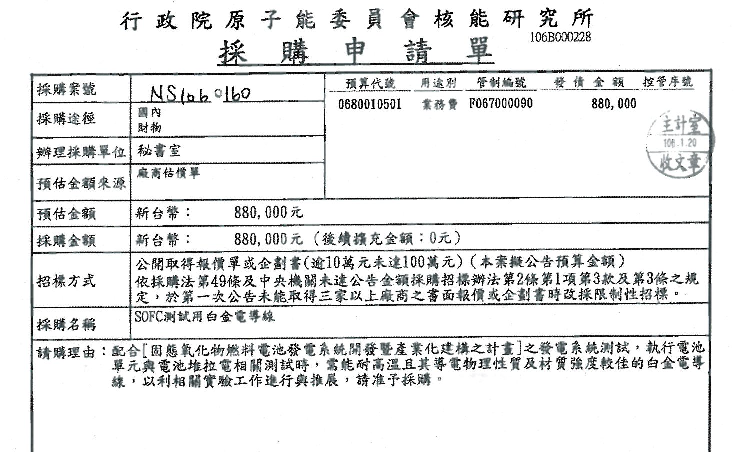 行政院原子能委員會核能研究所
106B000228
採購申請單
採購案號 NS1060160
預算代號 用途別 管制編號 發債金額 控管序號
0680010501 業務費 F067000090 880,000
採購途徑 國內
財物
主計室
106.1.20
收文章
辦理採購單位 秘書室
預估金額來源 廠商估價單
預估金額 新台幣: 880,000元
採購金額 新台幣: 880,000元 (後續擴充金額:0元)
招標方式 公開取得報價單或企劃書(逾10萬元未達100萬元) (本案擬公告預算金額)
依採購法第49條及中央機關未達公告金額採購招標辦法第2條第1項第3款及第3條之規
定,於第一次公告未能取得三家以上廠商之書面報價或企劃書時改採限制性招標。
採購名稱 SOFC測試用白金電導線
請購理由:配合[固態氧化物燃料電池發電系統開發暨產業化建構之計畫]之發電系統測試,執行電池
單元與電池堆拉電相關測試時,需能耐高溫且其導電物理性質及材質強度較佳的白金電導
線,以利相關實驗工作進行與推展,請准予採購。